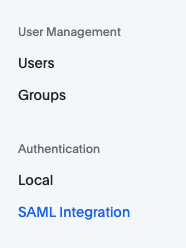 User Management
Users
Groups
Authentication
Local
SAML Integration